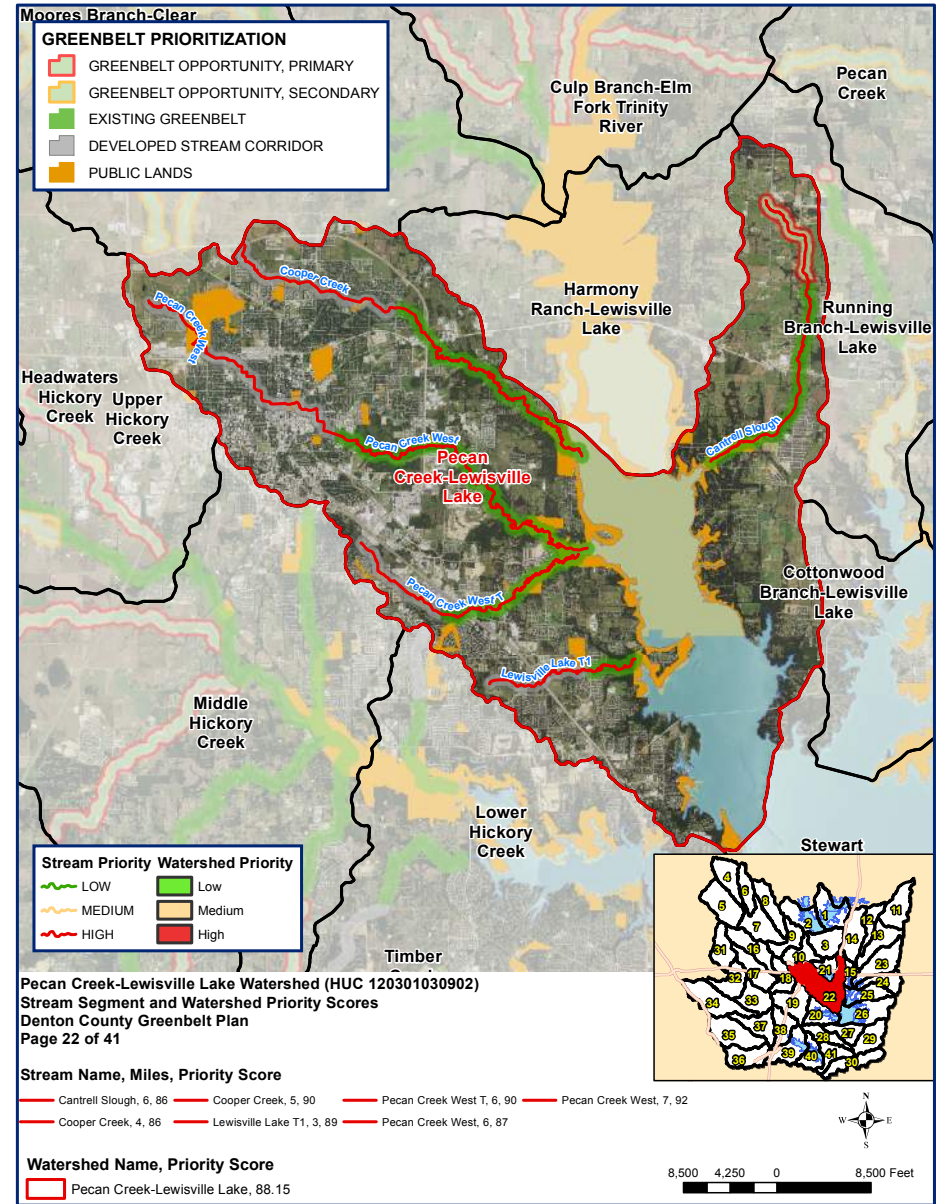 Moores Branch-Clear
GREENBELT PRIORITIZATION
GREENBELT OPPORTUNITY, PRIMARY
GREENBELT OPPORTUNITY, SECONDARY
EXISTING GREENBELT
DEVELOPED STREAM CORRIDOR
PUBLIC LANDS
Culp Branch-Elm
Fork Trinity
River
Pecan
Creek
Cooper Creek
Pecan Creek West
Harmony
Ranch-Lewisville
Lake
Running
Branch-Lewisville
Lake
Headwaters
Hickory
Creek
Upper
Hickory
Creek
Cantrell Slough
Pecan Creek West
Pecan
Creek-Lewisville
Lake
Pecan Creek West T
Cottonwood
Branch-Lewisville
Lake
Lewisville Lake T1
Middle
Hickory
Creek
Lower
Hickory
Creek
Stewart
Timber
Stream Priority Watershed Priority
LOW Low
MEDIUM Medium
HIGH High
4
6
5
8
7
9
2
1
3
14
12
11
13
31
16
10
21
15
23
32
17
18
24
34
33
19
22
25
20
26
35
37
38
28
27
29
36
39
40
41
30
Pecan Creek-Lewisville Lake Watershed (HUC 120301030902)
Stream Segment and Watershed Priority Scores
Denton County Greenbelt Plan
Page 22 of 41
Stream Name, Miles, Priority Score
Cantrell Slough, 6, 86 Cooper Creek, 5, 90 Pecan Creek West T, 6, 90 Pecan Creek West, 7, 92
Cooper Creek, 4, 86 Lewisville Lake T1, 3, 89 Pecan Creek West, 6, 87
N
W E
S
Watershed Name, Priority Score
Pecan Creek-Lewisville Lake, 88.15
8,500 4,250 0 8,500 Feet